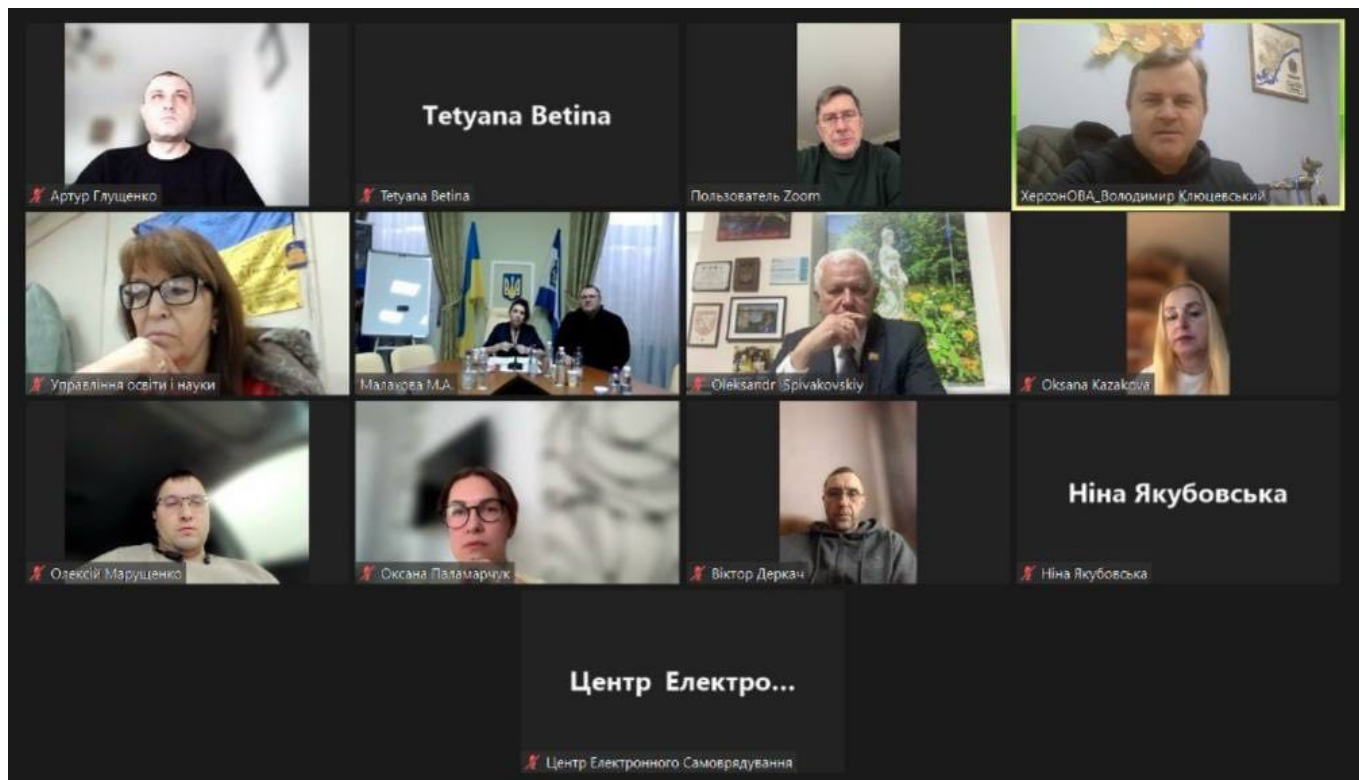 Tetyana Betina
Артур Глущенко
Tetyana Betina
Пользователь Zoom
ХерсонОВА_Володимир Клюцевський
Управління освіти і науки
Малахова М.А.
Oleksandr Spivakovskiy
Oksana Kazakova
Ніна Якубовська
Олексій Марущенко
Оксана Паламарчук
Віктор Деркач
Ніна Якубовська
Центр Електро...
Центр Електронного Самоврядування